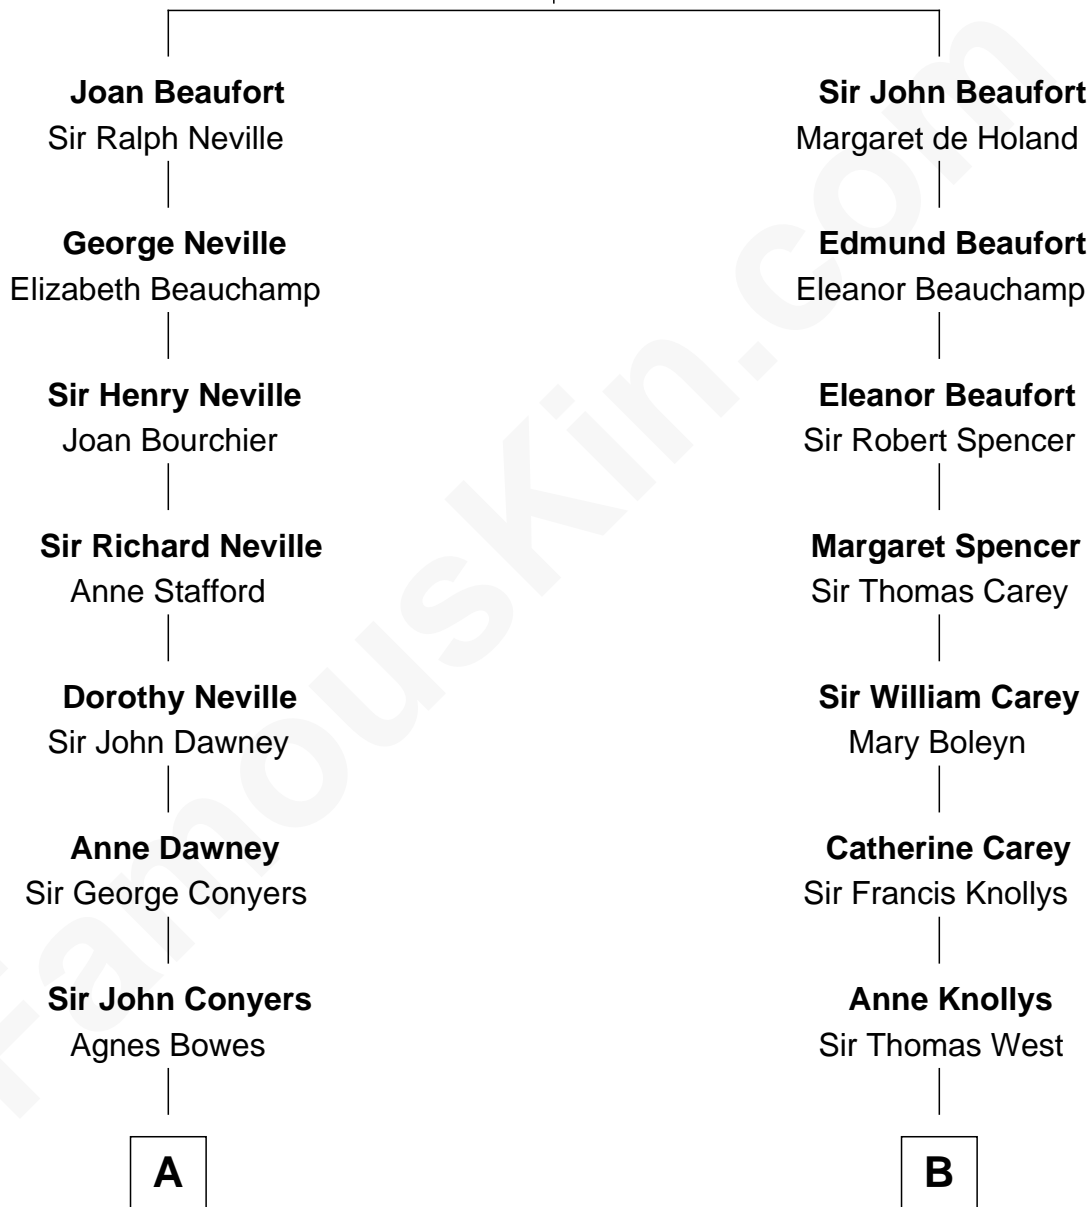 Joan Beaufort
Sir Ralph Neville
George Neville
Elizabeth Beauchamp
Sir Henry Neville
Joan Bourchier
Sir Richard Neville
Anne Stafford
Dorothy Neville
Sir John Dawney
Anne Dawney
Sir George Conyers
Sir John Conyers
Agnes Bowes
A
Sir John Beaufort
Margaret de Holand
Edmund Beaufort
Eleanor Beauchamp
Eleanor Beaufort
Sir Robert Spencer
Margaret Spencer
Sir Thomas Carey
Sir William Carey
Mary Boleyn
Catherine Carey
Sir Francis Knollys
Anne Knollys
Sir Thomas West
B
FamousKin.com